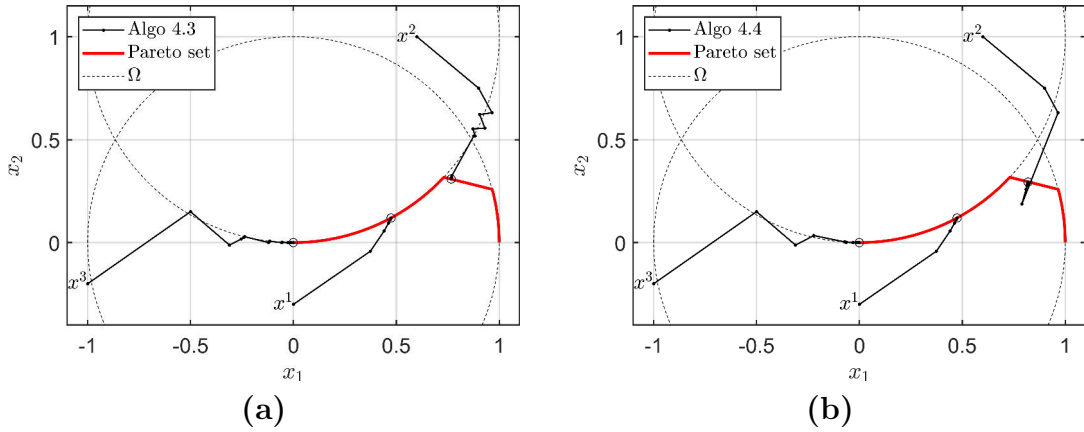 Algo 4.3
Pareto set
Ω
x²
x³
x¹
1
0.5
0
x₂
-1
-0.5
0
0.5
1
x₁
(a)
Algo 4.4
Pareto set
Ω
x²
x³
x¹
1
0.5
0
x₂
-1
-0.5
0
0.5
1
x₁
(b)